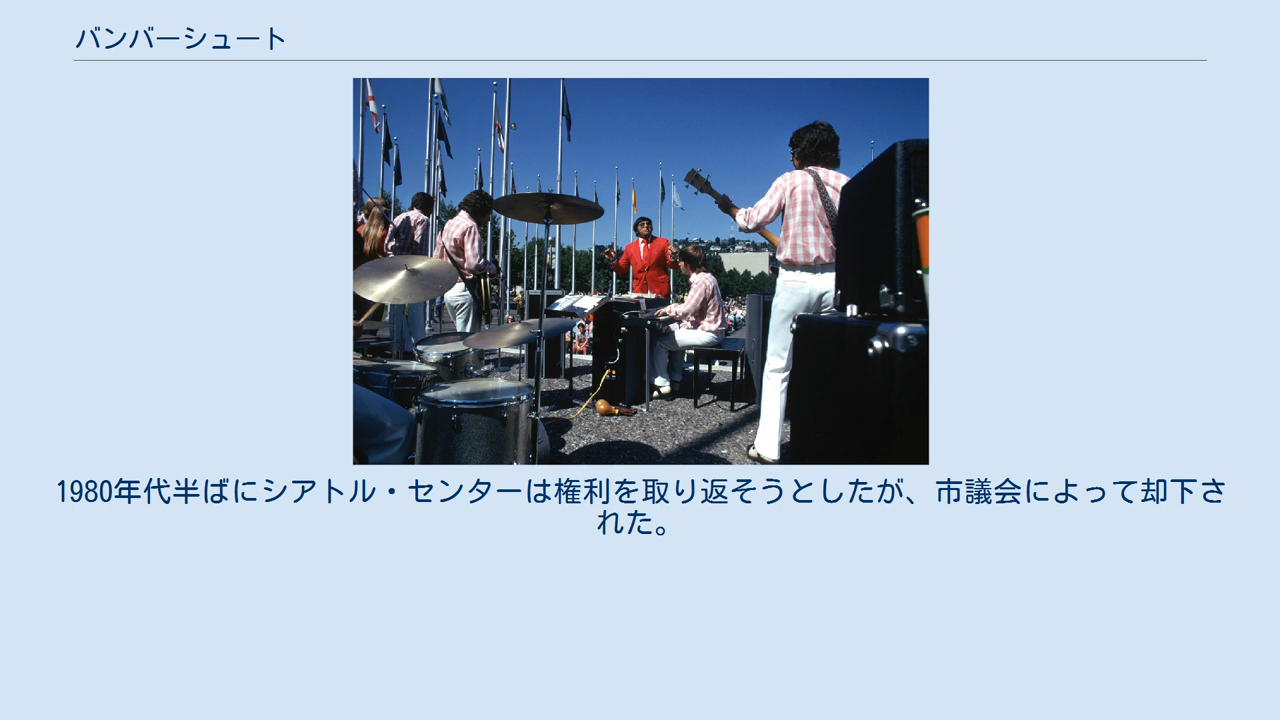 バンバーシュート
1980年代半ばにシアトル・センターは権利を取り返そうとしたが、市議会によって却下さ
れた。